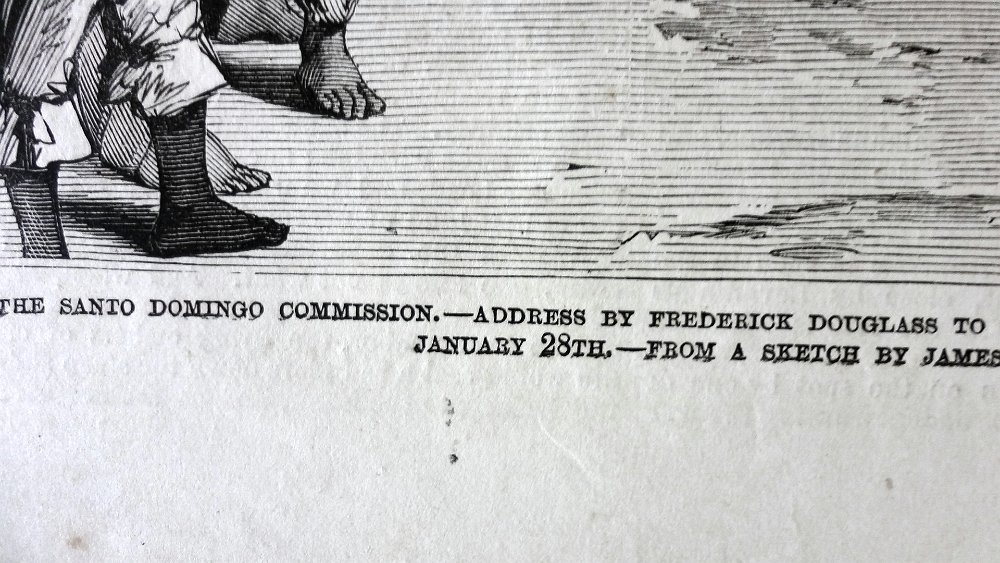 THE SANTO DOMINGO COMMISSION.—ADDRESS BY FREDERICK DOUGLASS TO
JANUARY 28TH.—FROM A SKETCH BY JAMES